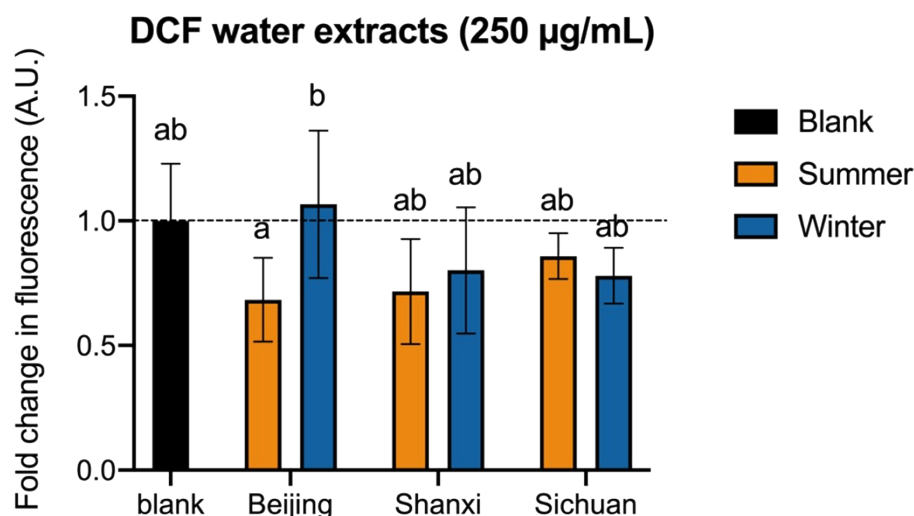 DCF water extracts (250 µg/mL)
Fold change in fluorescence (A.U.)
1.5
1.0
0.5
0.0
ab
a
b
ab
ab
ab
ab
blank
Beijing
Shanxi
Sichuan
Blank
Summer
Winter